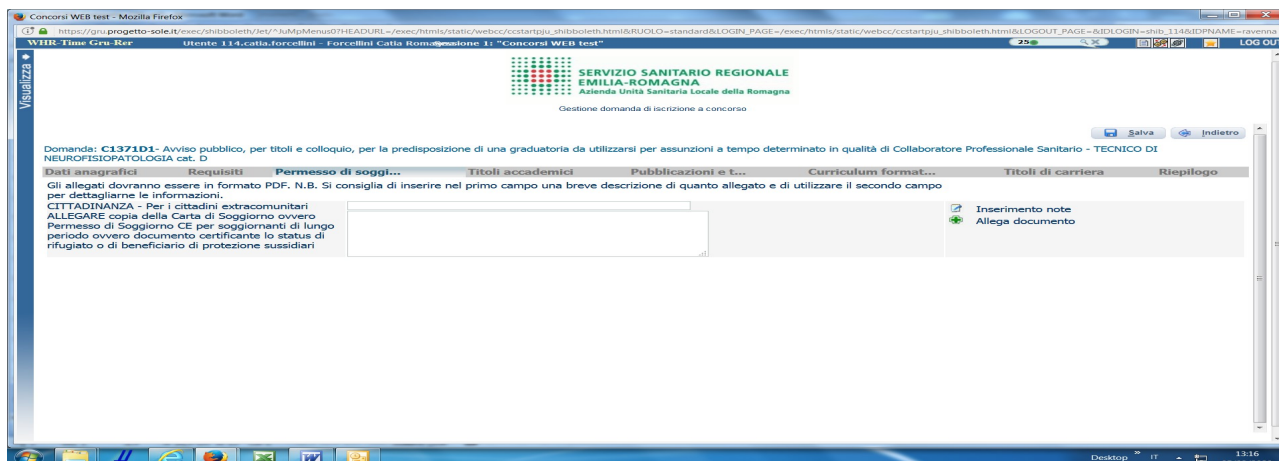 Concorsi WEB test - Mozilla Firefox
https://gru.progetto-sole.it/exec/shibboleth/Jet/^JuMpMenus0?HEADURL=/exec/htmls/static/webcc/ccstartpju_shibboleth.html&RUOLO=standard&LOGIN_PAGE=/exec/htmls/static/webcc/ccstartpju_shibboleth.html&LOGOUT_PAGE=&IDLOGIN=shib_114&IDPNAME=ravenna
WHR-Time Gru-Rer Utente 114.catia.forcellini - Forcellini Catia Romag Sessione 1: "Concorsi WEB test" 25 LOG OU
Visualizza
SERVIZIO SANITARIO REGIONALE
EMILIA-ROMAGNA
Azienda Unità Sanitaria Locale della Romagna
Gestione domanda di iscrizione a concorso
Salva Indietro
Domanda: C1371D1- Avviso pubblico, per titoli e colloquio, per la predisposizione di una graduatoria da utilizzarsi per assunzioni a tempo determinato in qualità di Collaboratore Professionale Sanitario - TECNICO DI
NEUROFISIOPATOLOGIA cat. D
Dati anagrafici Requisiti Permesso di soggi... Titoli accademici Pubblicazioni e t... Curriculum format... Titoli di carriera Riepilogo
Gli allegati dovranno essere in formato PDF. N.B. Si consiglia di inserire nel primo campo una breve descrizione di quanto allegato e di utilizzare il secondo campo
per dettagliarne le informazioni.
CITTADINANZA - Per i cittadini extracomunitari
ALLEGARE copia della Carta di Soggiorno ovvero
Permesso di Soggiorno CE per soggiornanti di lungo
periodo ovvero documento certificante lo status di
rifugiato o di beneficiario di protezione sussidiari
Inserimento note
Allega documento
Desktop IT 13:16